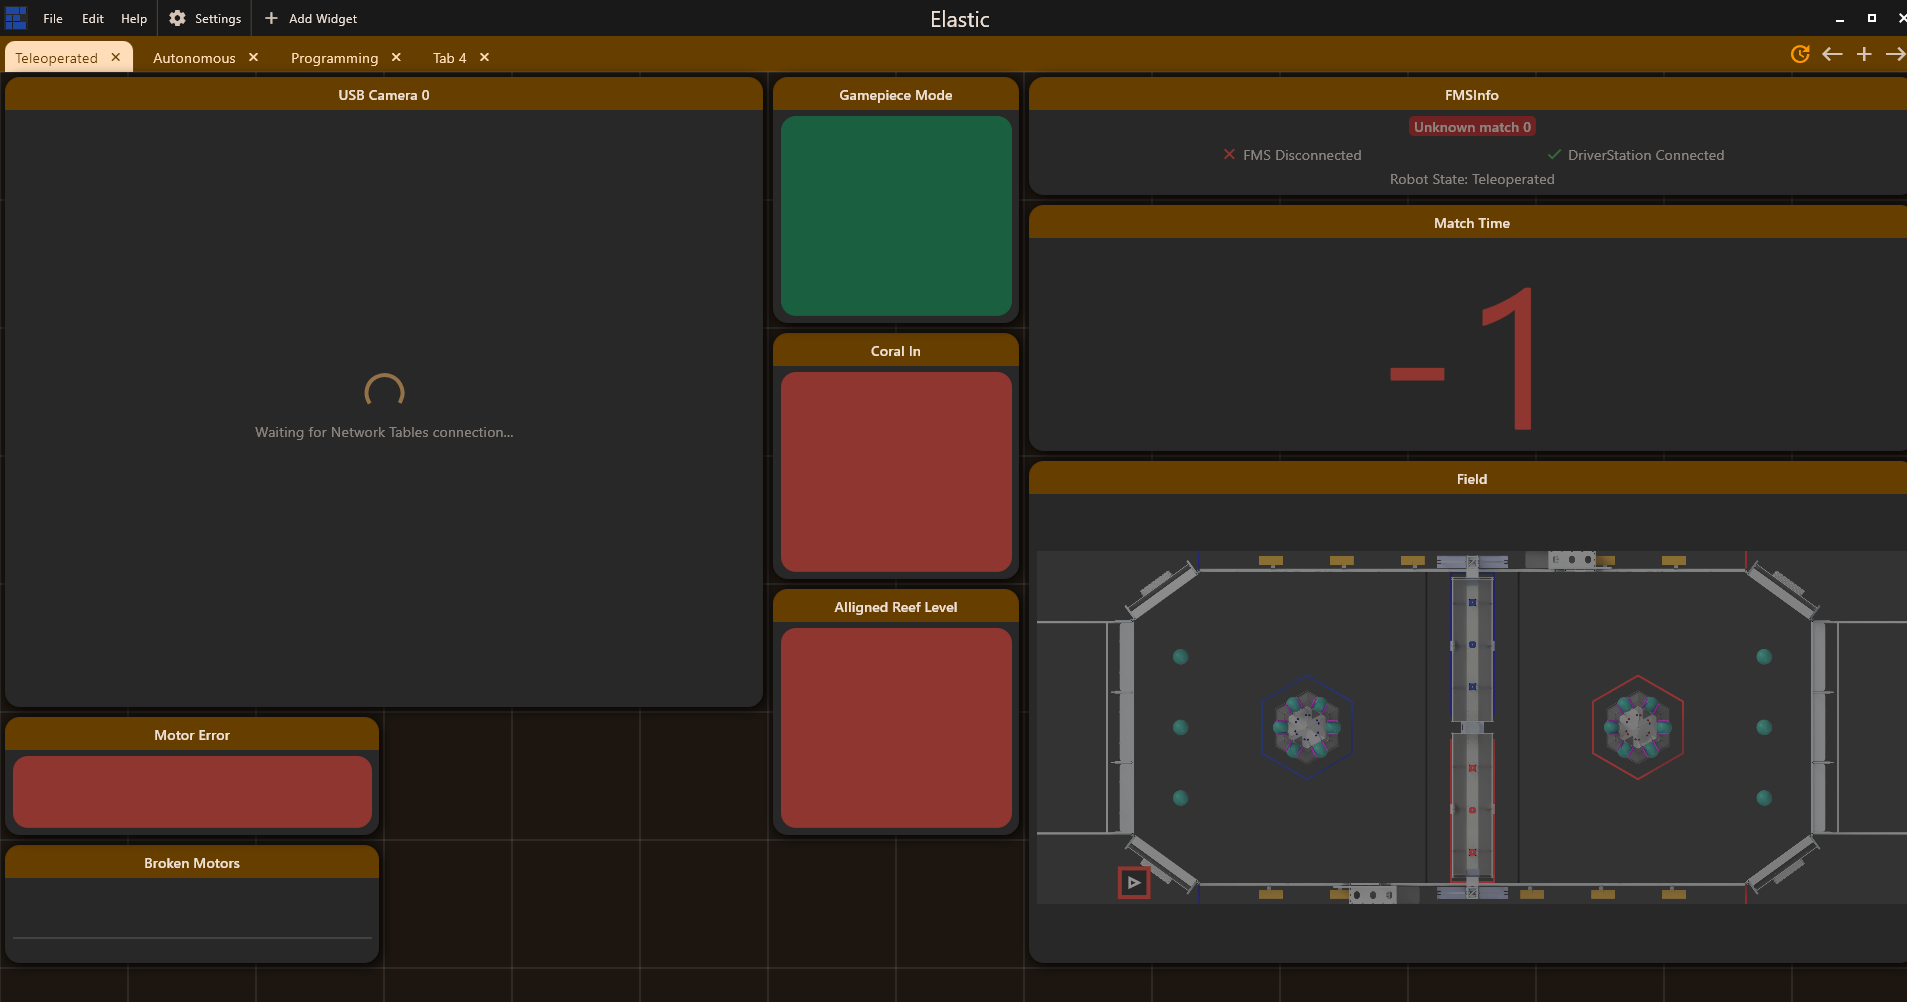 File Edit Help Settings Add Widget
Elastic
Teleoperated Autonomous Programming Tab 4
USB Camera 0
Waiting for Network Tables connection...
Motor Error
Broken Motors
Gamepiece Mode
Coral In
Alligned Reef Level
FMSInfo
Unknown match 0
FMS Disconnected DriverStation Connected
Robot State: Teleoperated
Match Time
-1
Field